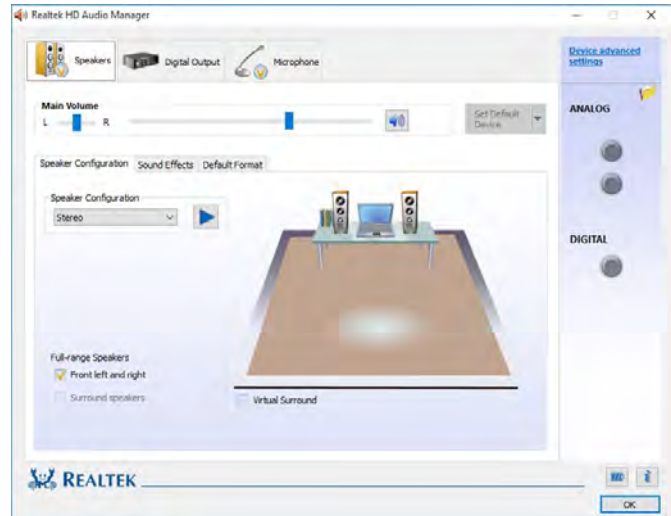 Realtek HD Audio Manager
Speakers
Digital Output
Microphone
Device advanced
settings
Main Volume
L R
Set Default
Device
ANALOG
Speaker Configuration Sound Effects Default Format
Speaker Configuration
Stereo
DIGITAL
Full-range Speakers
Front left and right
Surround speakers
Virtual Surround
REALTEK
OK